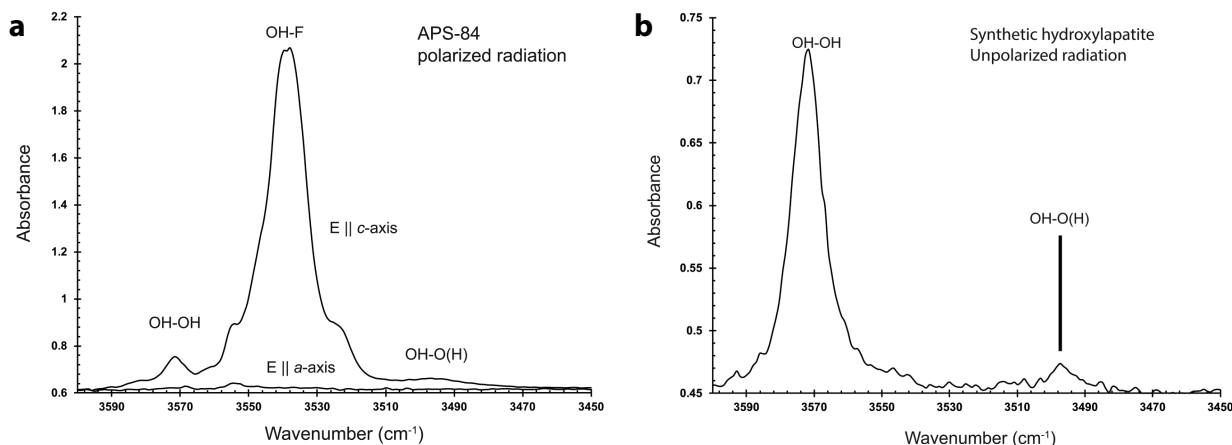 a
APS-84
polarized radiation
OH-F
E || c-axis
OH-OH
E || a-axis
OH-O(H)
2.2
2
1.8
1.6
1.4
1.2
1
0.8
0.6
Absorbance
3590 3570 3550 3530 3510 3490 3470 3450
Wavenumber (cm⁻¹)
b
Synthetic hydroxylapatite
Unpolarized radiation
OH-OH
OH-O(H)
0.75
0.7
0.65
0.6
0.55
0.5
0.45
Absorbance
3590 3570 3550 3530 3510 3490 3470 3450
Wavenumber (cm⁻¹)